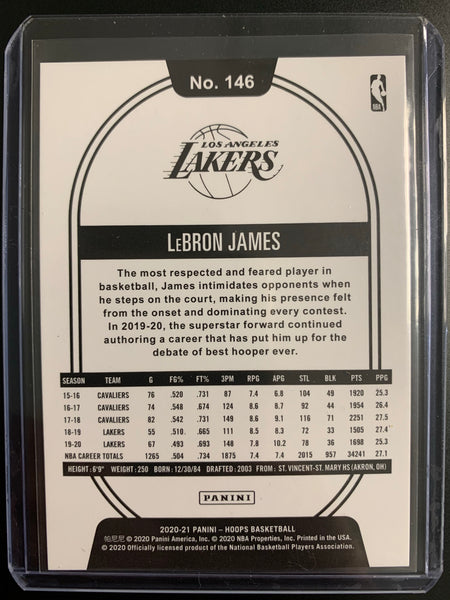 No. 146
NBA
LOS ANGELES
LAKERS
LEBRON JAMES
The most respected and feared player in
basketball, James intimidates opponents when
he steps on the court, making his presence felt
from the onset and dominating every contest.
In 2019-20, the superstar forward continued
authoring a career that has put him up for the
debate of best hooper ever.
SEASON TEAM G FG% FT% 3PM RPG APG STL BLK PTS PPG
15-16 CAVALIERS 76 .520 .731 87 7.4 6.8 104 49 1920 25.3
16-17 CAVALIERS 74 .548 .674 124 8.6 8.7 92 44 1954 26.4
17-18 CAVALIERS 82 .542 .731 149 8.6 9.1 116 71 2251 27.5
18-19 LAKERS 55 .510 .665 111 8.5 8.3 72 33 1505 27.4
19-20 LAKERS 67 .493 .693 148 7.8 10.2 78 36 1698 25.3
NBA CAREER TOTALS 1265 .504 .734 1875 7.4 7.4 2015 957 34241 27.1
HEIGHT: 6'9" WEIGHT: 250 BORN: 12/30/84 DRAFTED: 2003 FROM: ST. VINCENT-ST. MARY HS (AKRON, OH)
PANINI
2020-21 PANINI – HOOPS BASKETBALL
帕尼尼 © 2020 Panini America, Inc. © 2020 NBA Properties, Inc. Printed in the USA.
© 2020 Officially licensed product of the National Basketball Players Association.